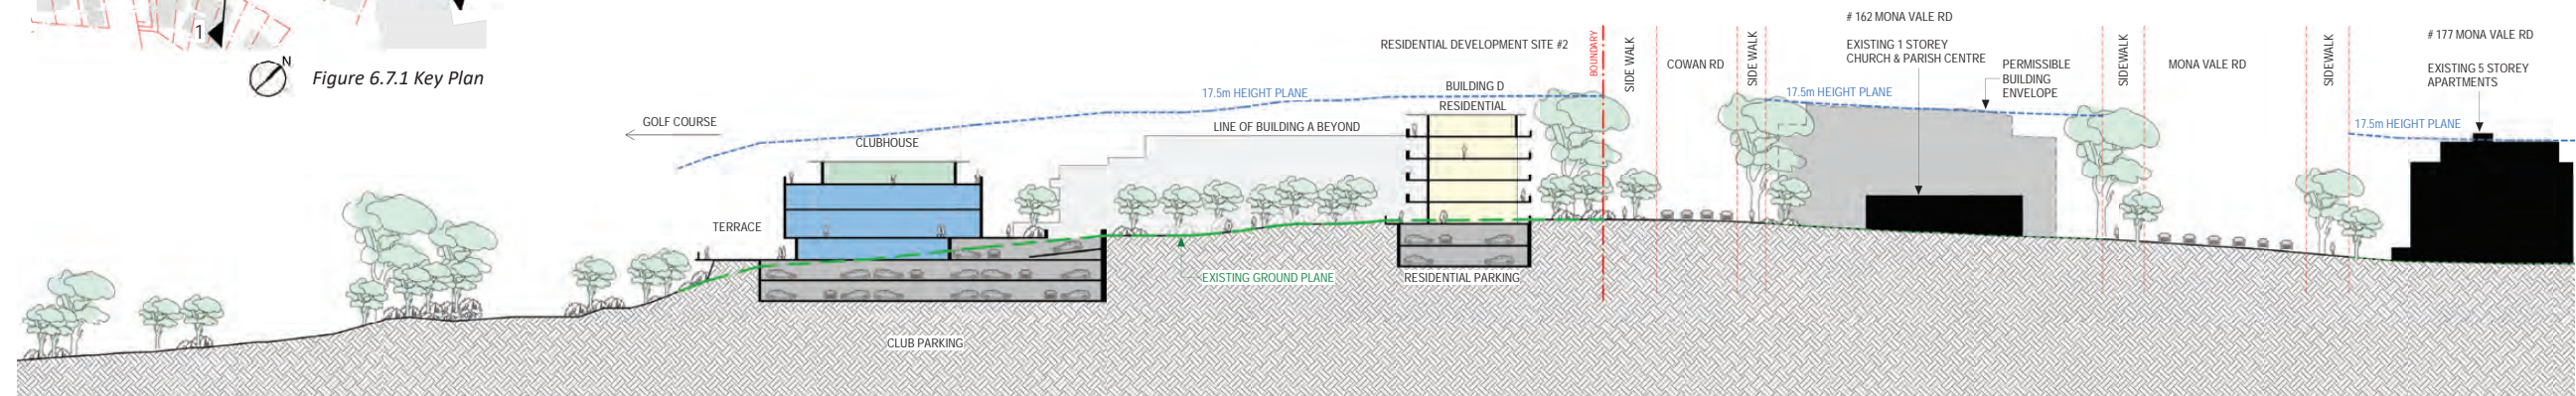 1
N
Figure 6.7.1 Key Plan
GOLF COURSE
CLUBHOUSE
TERRACE
CLUB PARKING
17.5m HEIGHT PLANE
LINE OF BUILDING A BEYOND
EXISTING GROUND PLANE
RESIDENTIAL DEVELOPMENT SITE #2
BUILDING D
RESIDENTIAL
RESIDENTIAL PARKING
BOUNDARY
SIDE WALK
COWAN RD
SIDE WALK
# 162 MONA VALE RD
EXISTING 1 STOREY
CHURCH & PARISH CENTRE
17.5m HEIGHT PLANE
PERMISSIBLE
BUILDING
ENVELOPE
SIDEWALK
MONA VALE RD
SIDEWALK
# 177 MONA VALE RD
EXISTING 5 STOREY
APARTMENTS
17.5m HEIGHT PLANE